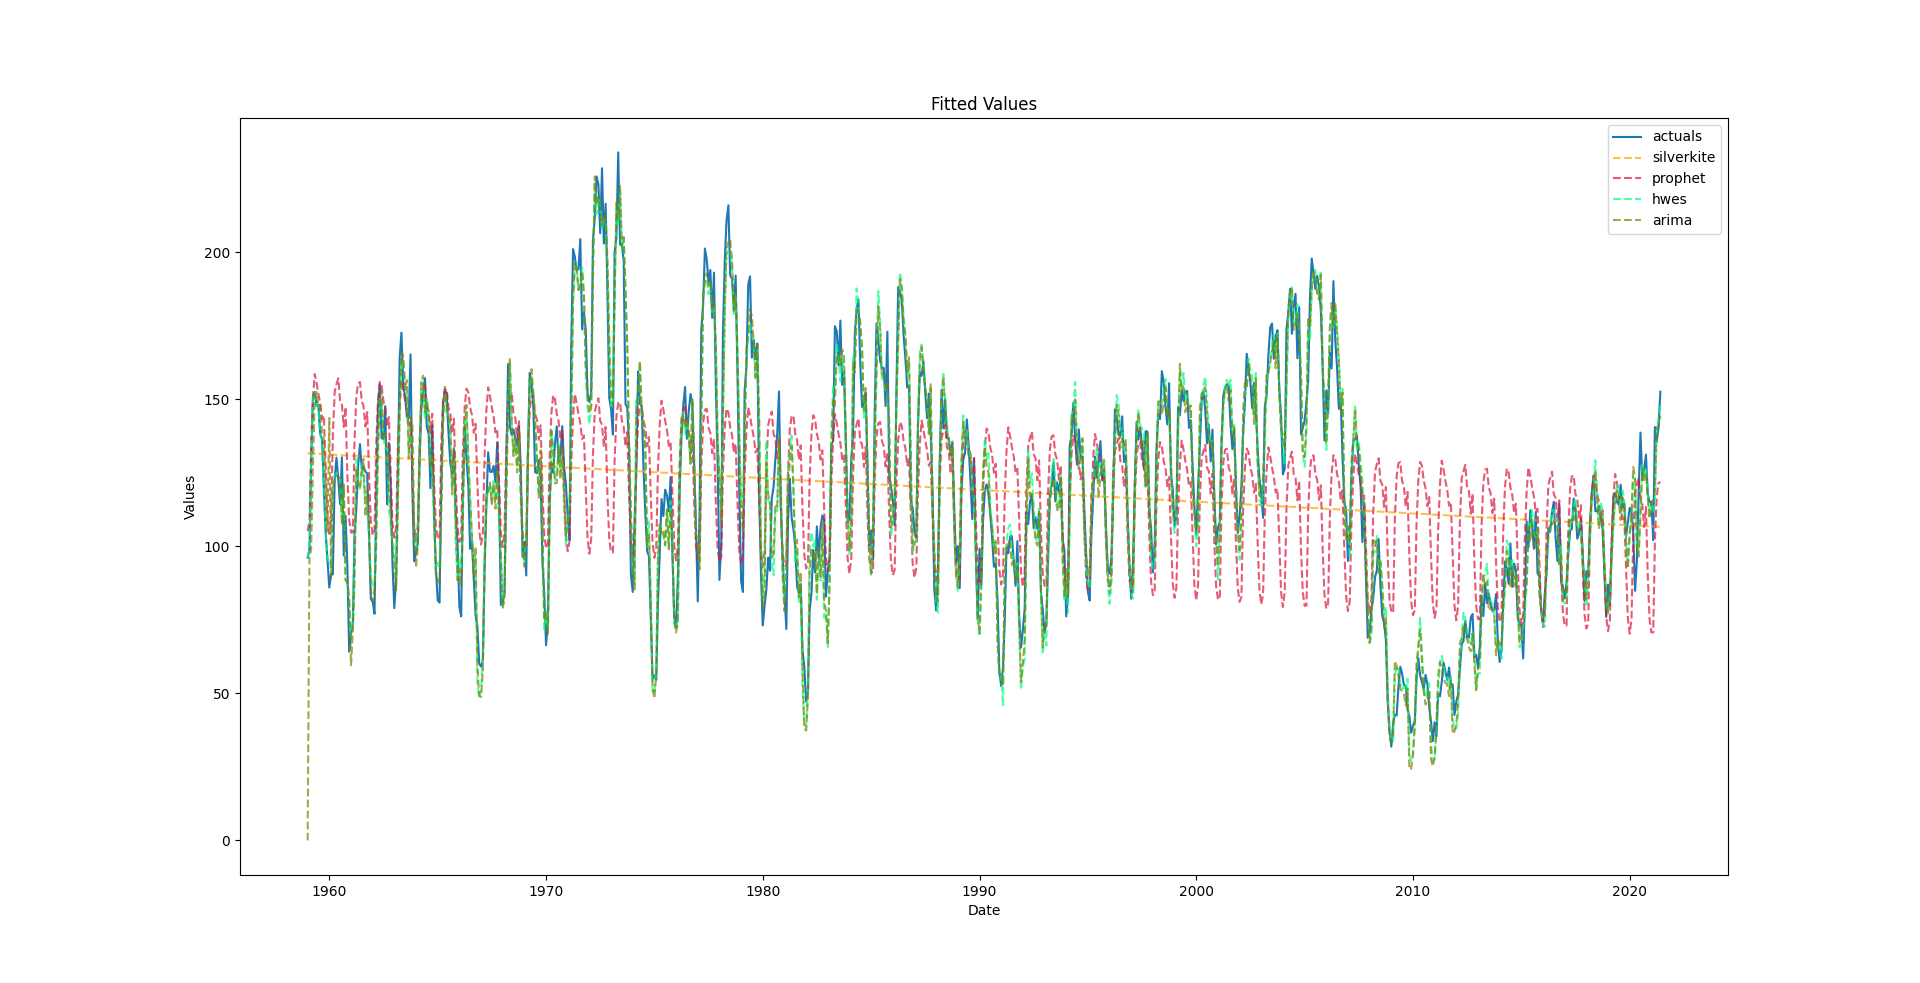 Fitted Values
actuals
silverkite
prophet
hwes
arima
Values
200
150
100
50
0
1960 1970 1980 1990 2000 2010 2020
Date